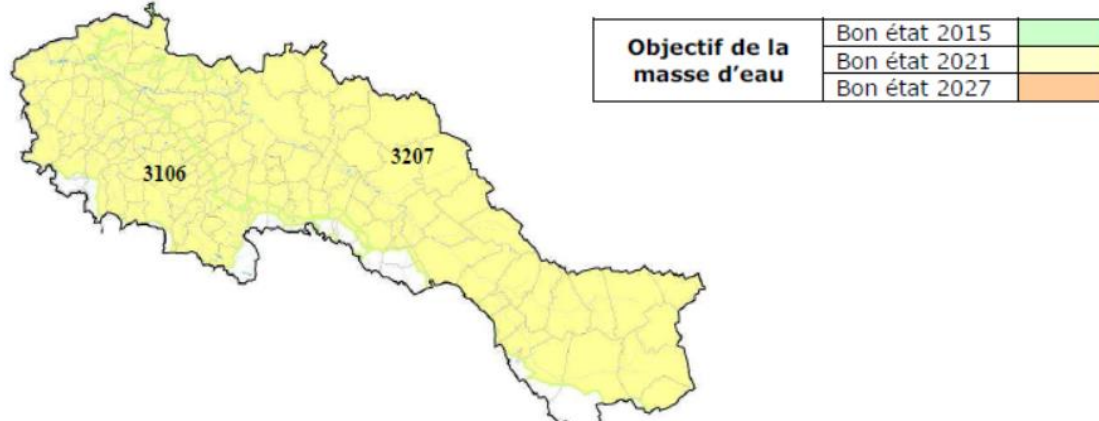 Objectif de la
masse d'eau
Bon état 2015
Bon état 2021
Bon état 2027
3207
3106